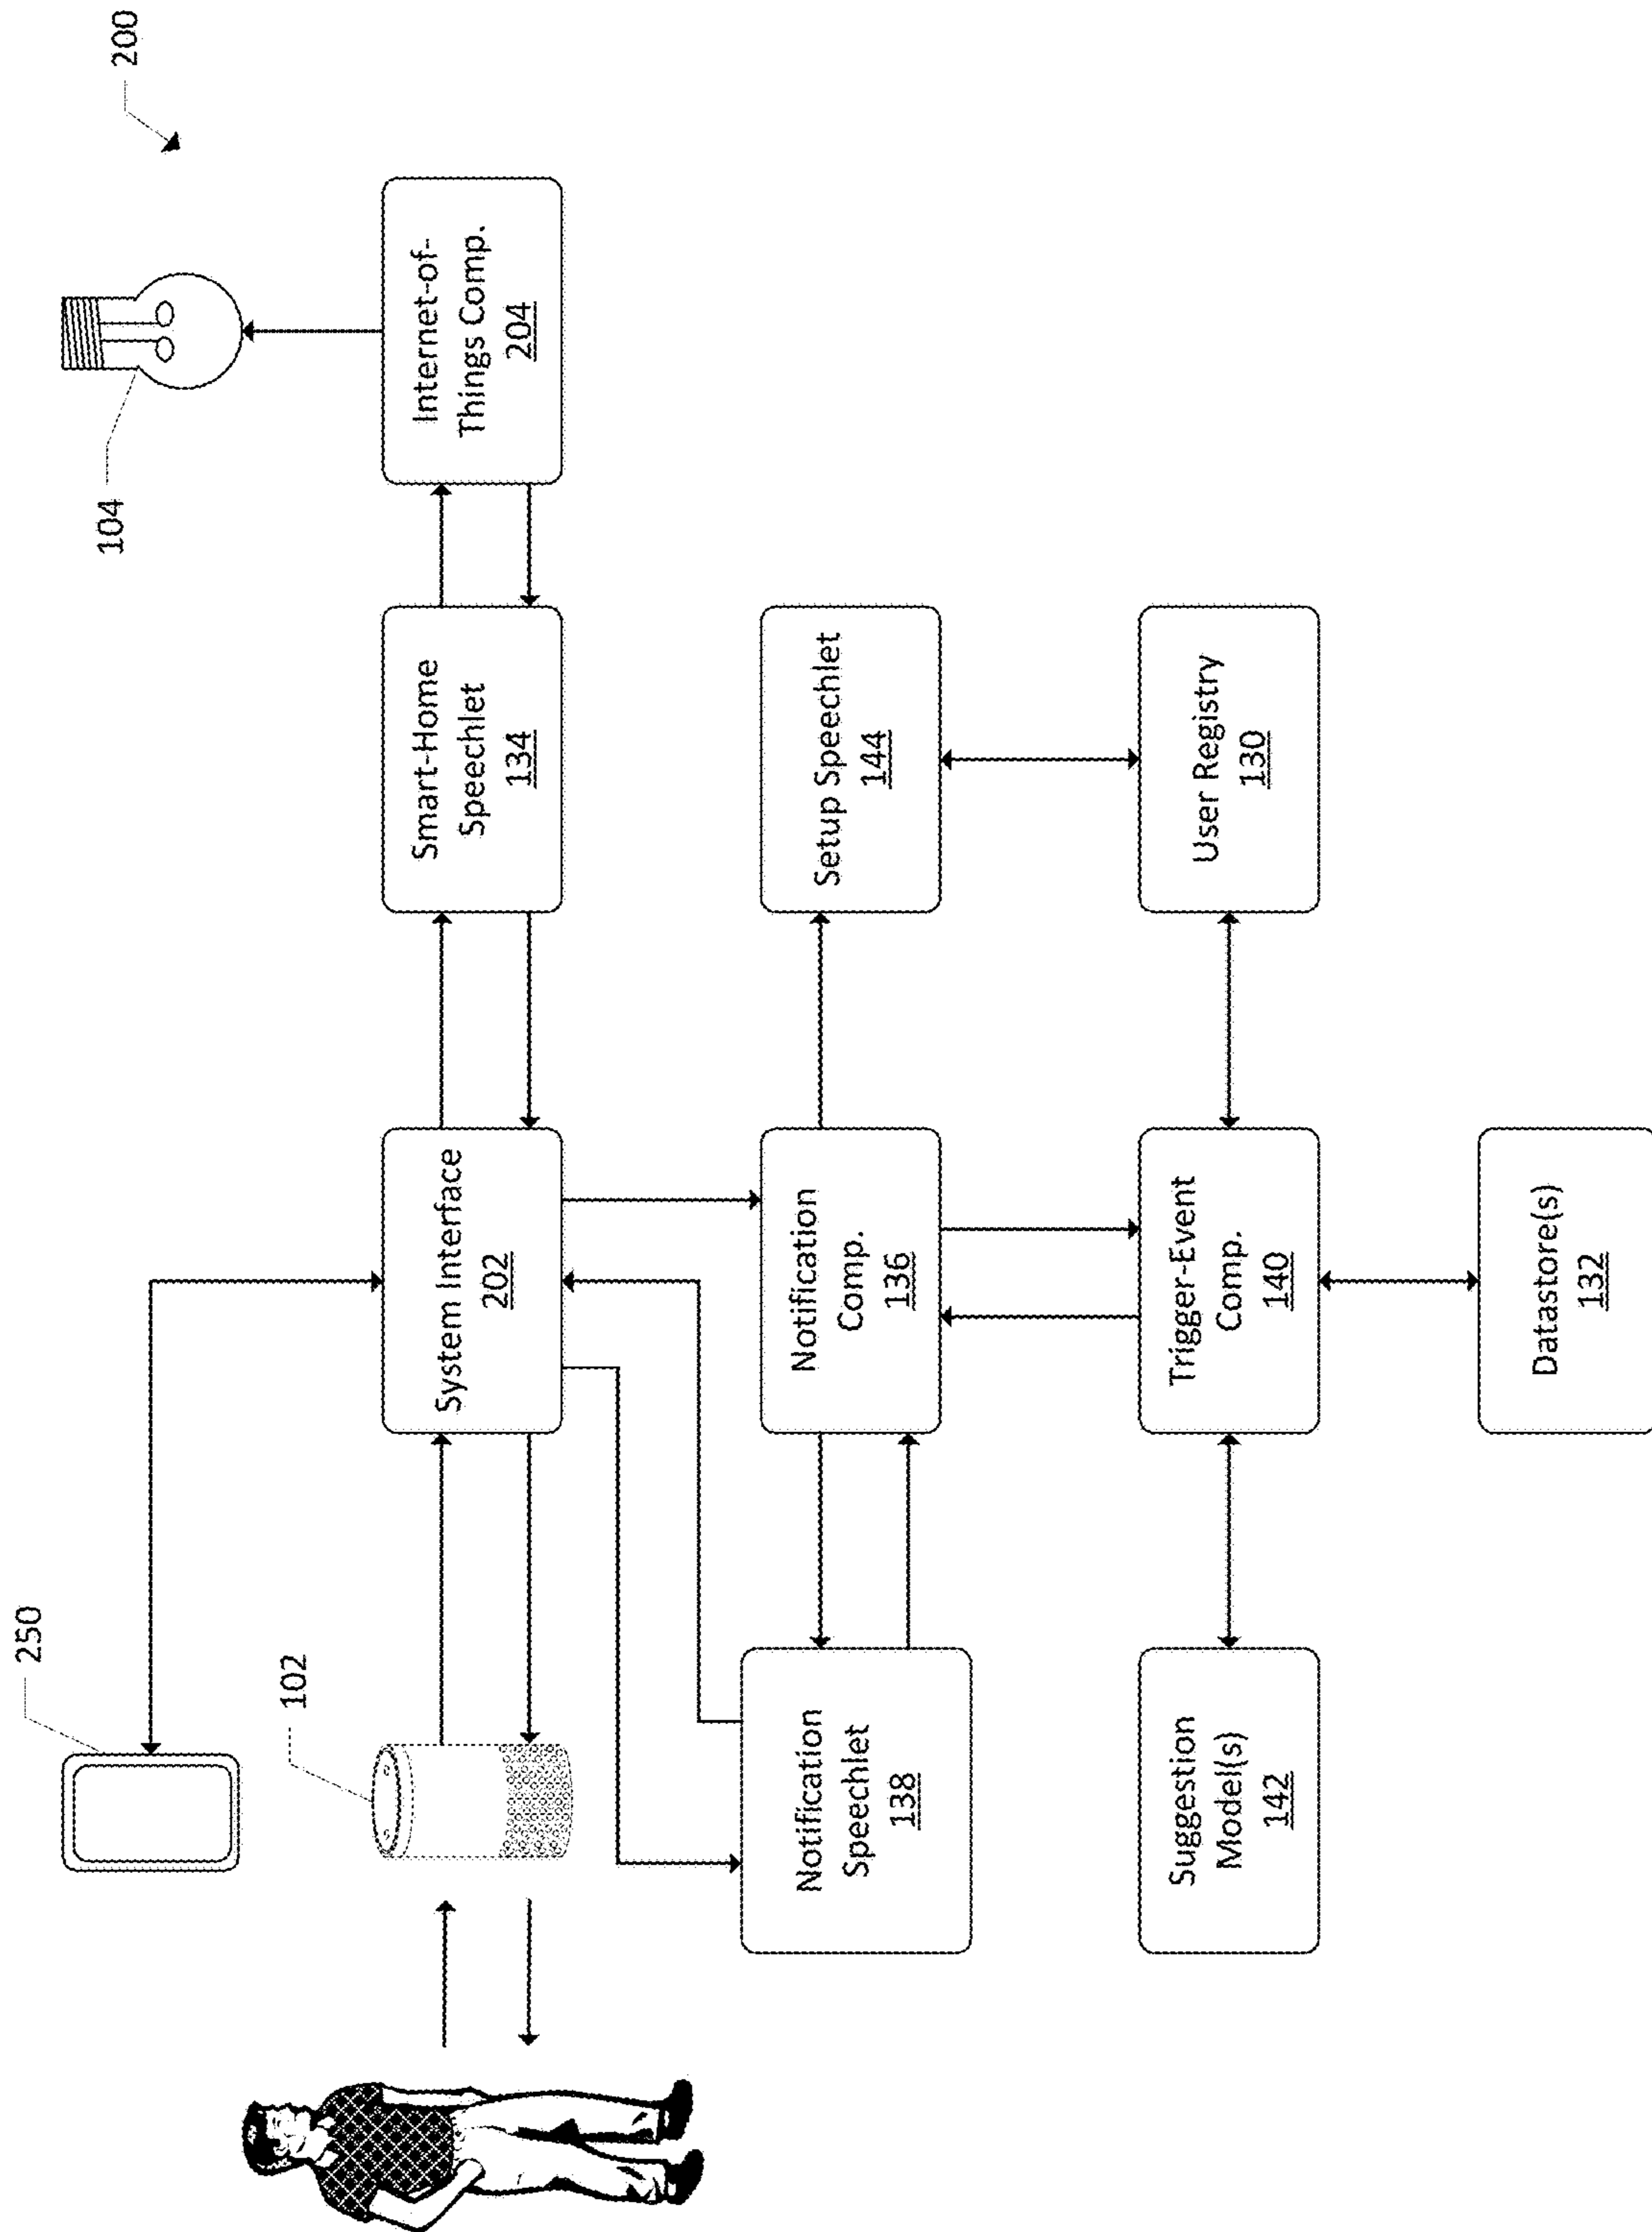 200
250
104
102
System Interface
202
Smart-Home
Speechlet
134
Internet-of-
Things Comp.
204
Notification
Speechlet
138
Notification
Comp.
136
Setup Speechlet
144
Suggestion
Model(s)
142
Trigger-Event
Comp.
140
User Registry
130
Datastore(s)
132